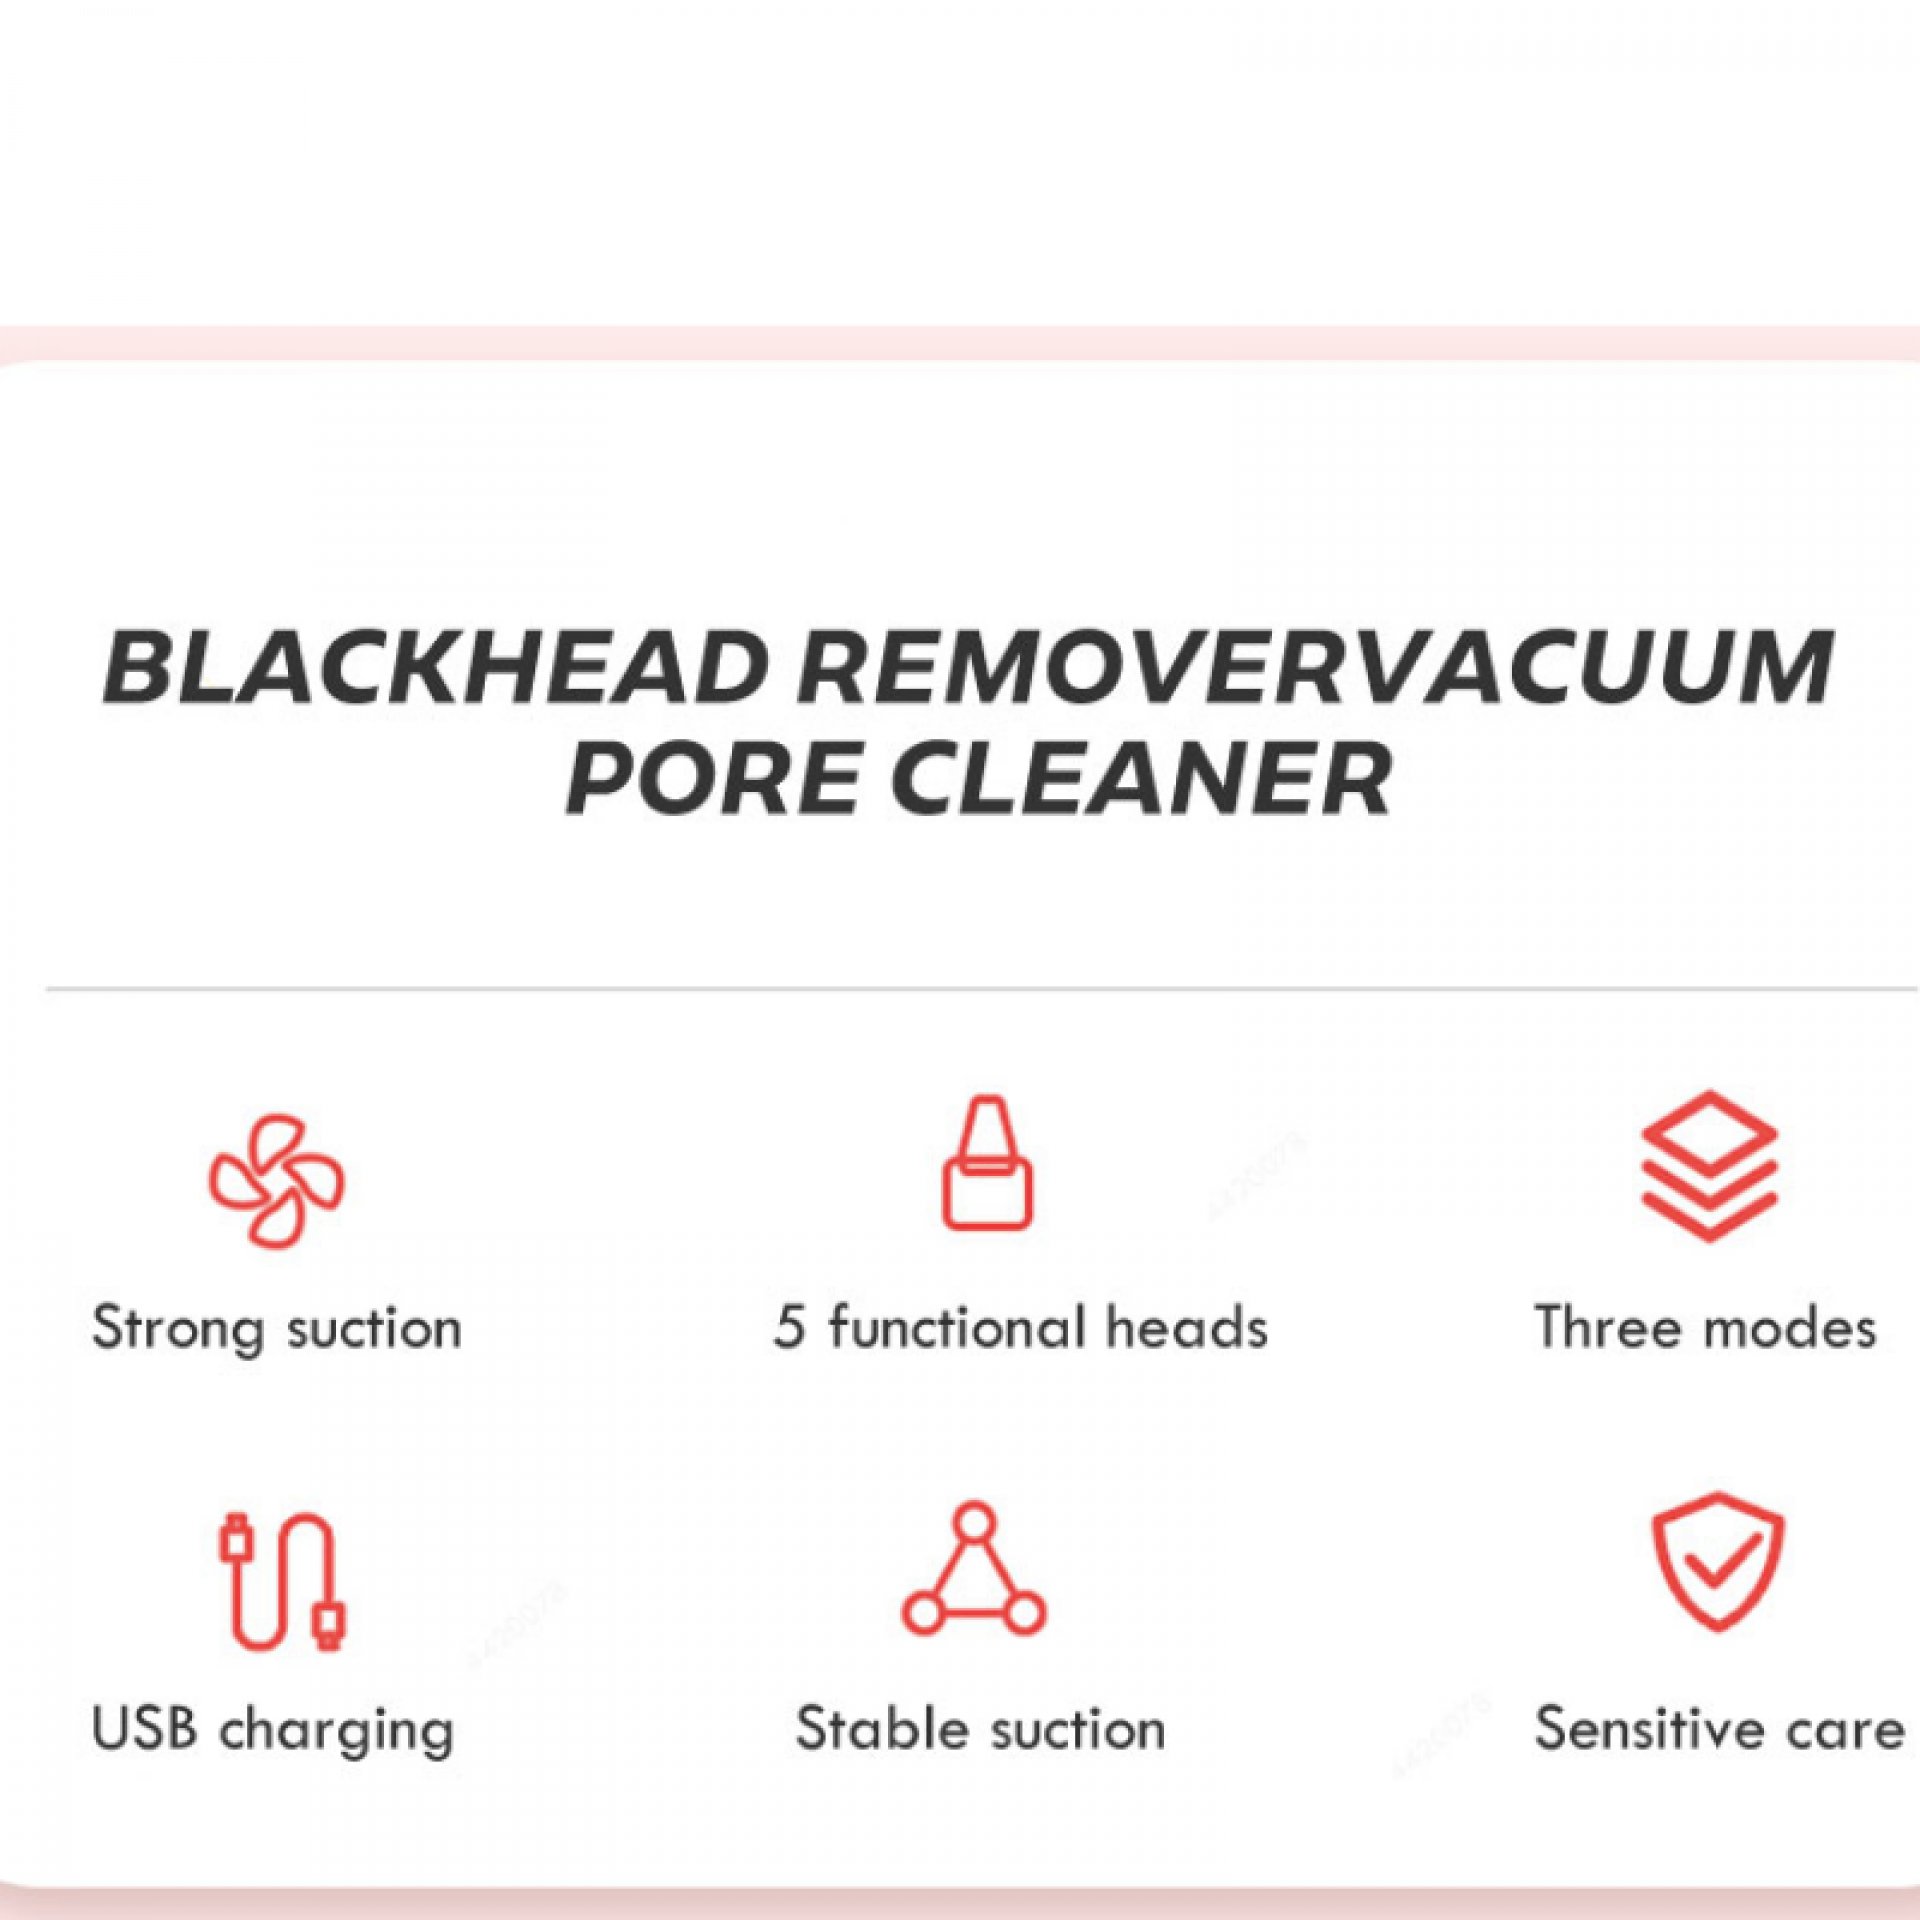 BLACKHEAD REMOVERVACUUM
PORE CLEANER
Strong suction
5 functional heads
Three modes
USB charging
Stable suction
Sensitive care